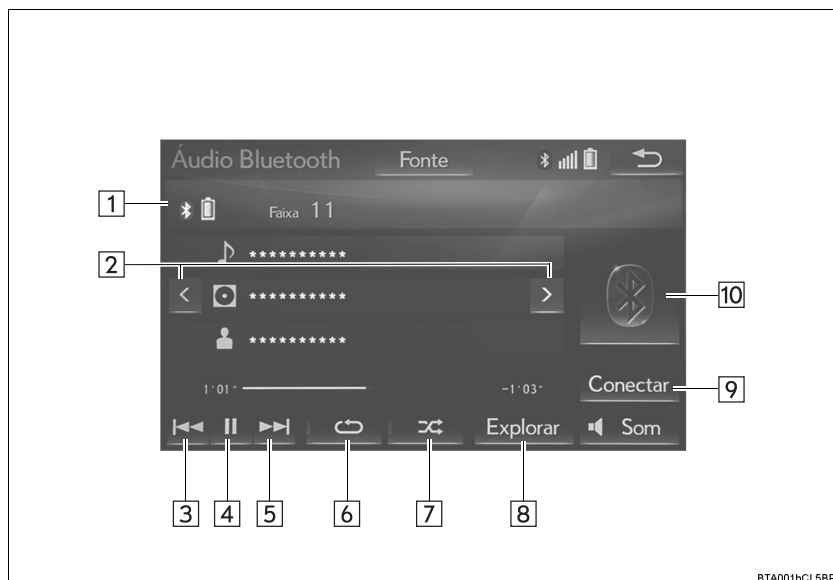 Áudio Bluetooth Fonte
1
Faixa 11
2
**********
**********
**********
10
1'01" -1'03"
Conectar
9
Explorar Som
3 4 5 6 7 8